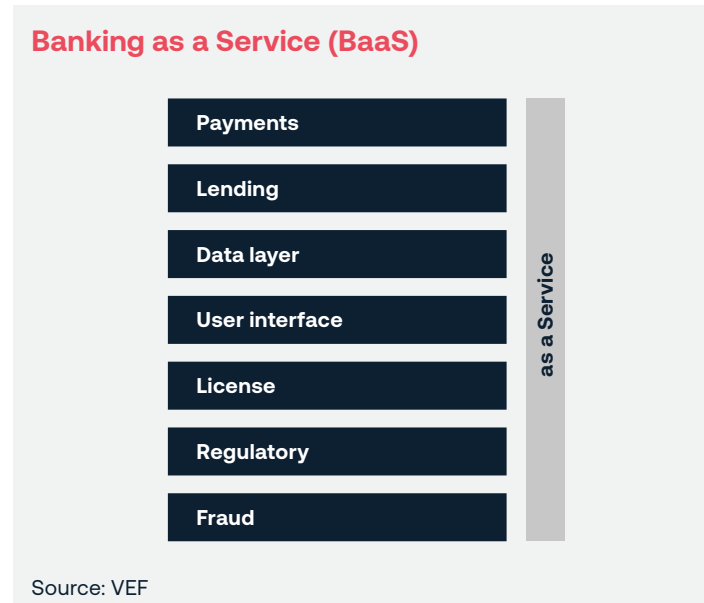 Banking as a Service (BaaS)
Payments
Lending
Data layer
User interface
License
Regulatory
Fraud
as a Service
Source: VEF